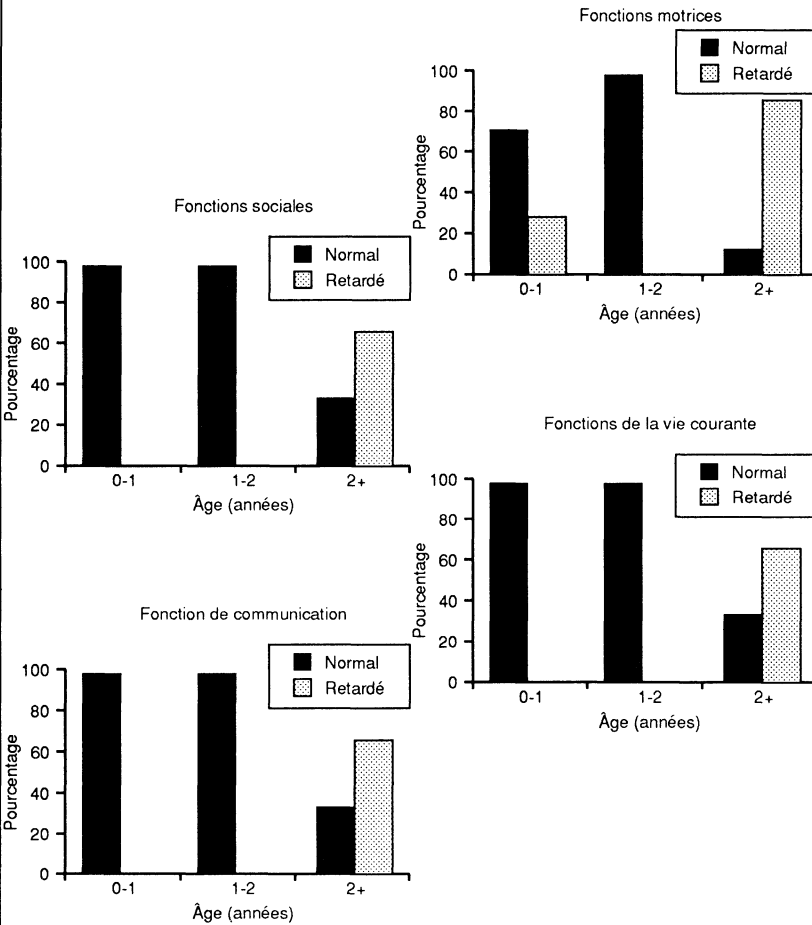 Fonctions motrices
Normal
Retardé
Pourcentage
100
80
60
40
20
0
0-1
1-2
2+
Âge (années)
Fonctions sociales
Normal
Retardé
Pourcentage
100
80
60
40
20
0
0-1
1-2
2+
Âge (années)
Fonctions de la vie courante
Normal
Retardé
Pourcentage
100
80
60
40
20
0
0-1
1-2
2+
Âge (années)
Fonction de communication
Normal
Retardé
Pourcentage
100
80
60
40
20
0
0-1
1-2
2+
Âge (années)